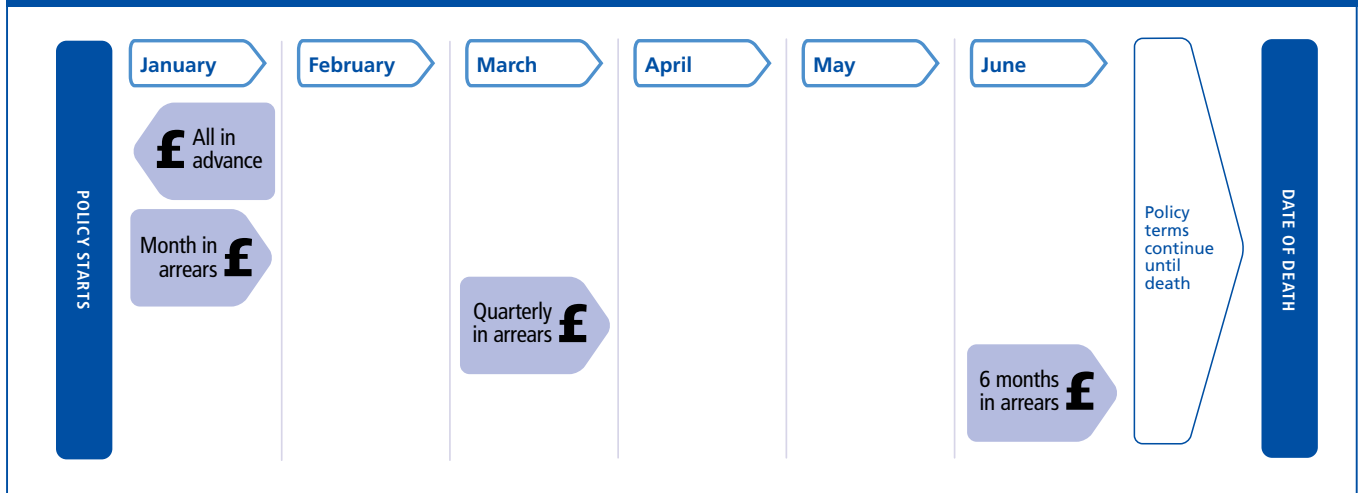 POLICY STARTS
January
February
March
April
May
June
£ All in
advance
Month in
arrears £
Quarterly
in arrears £
6 months
in arrears £
Policy
terms
continue
until
death
DATE OF DEATH